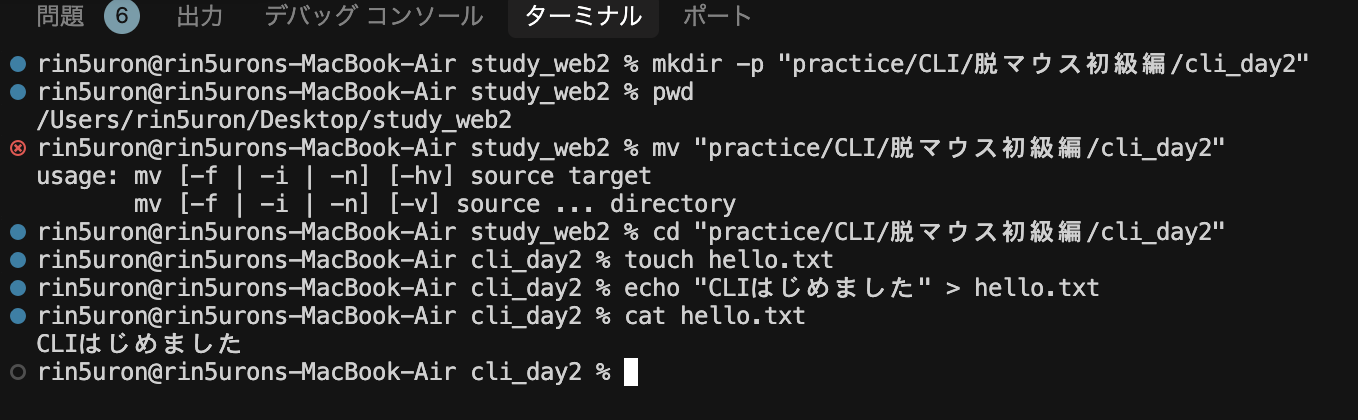 問題 6 出力 デバッグ コンソール ターミナル ポート
rin5uron@rin5urons-MacBook-Air study_web2 % mkdir -p "practice/CLI/脱マウス初級編/cli_day2"
rin5uron@rin5urons-MacBook-Air study_web2 % pwd
/Users/rin5uron/Desktop/study_web2
rin5uron@rin5urons-MacBook-Air study_web2 % mv "practice/CLI/脱マウス初級編/cli_day2"
usage: mv [-f | -i | -n] [-hv] source target
       mv [-f | -i | -n] [-v] source ... directory
rin5uron@rin5urons-MacBook-Air study_web2 % cd "practice/CLI/脱マウス初級編/cli_day2"
rin5uron@rin5urons-MacBook-Air cli_day2 % touch hello.txt
rin5uron@rin5urons-MacBook-Air cli_day2 % echo "CLIはじめました" > hello.txt
rin5uron@rin5urons-MacBook-Air cli_day2 % cat hello.txt
CLIはじめました
rin5uron@rin5urons-MacBook-Air cli_day2 %